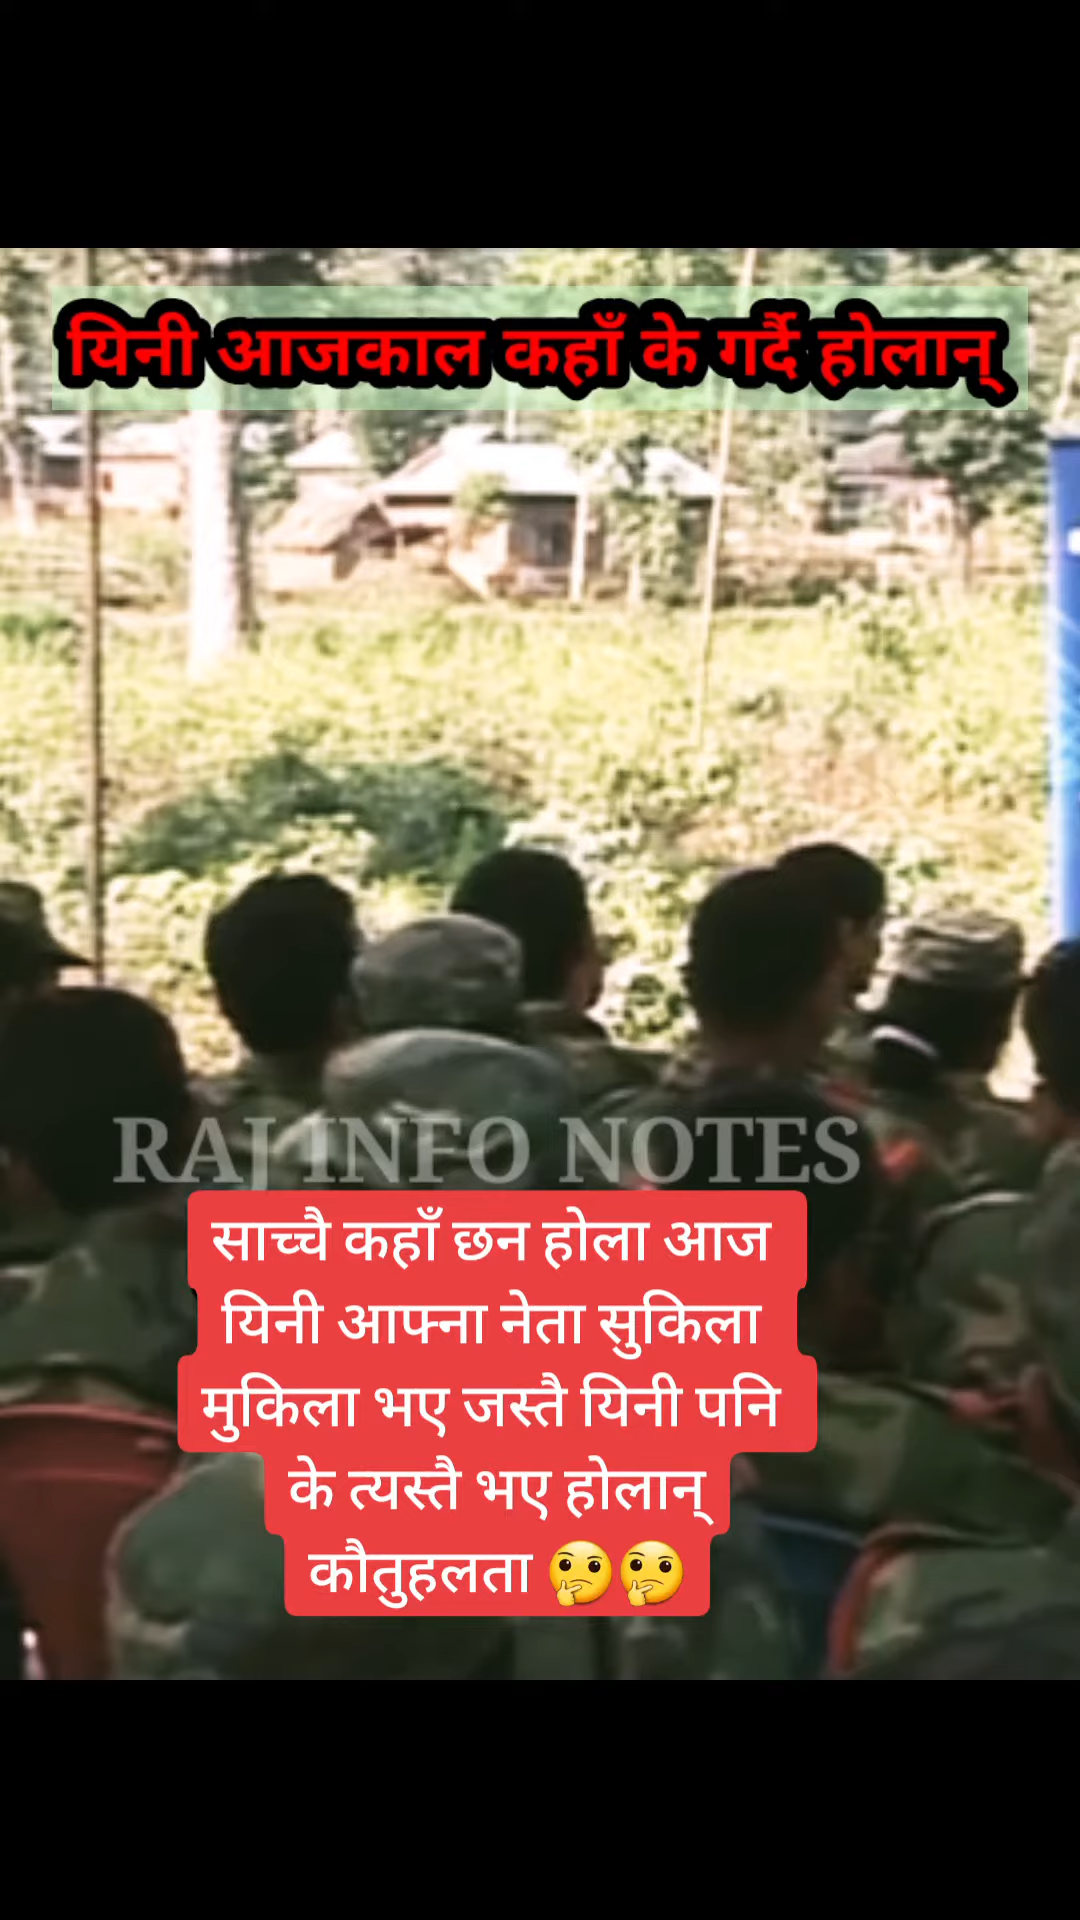 यिनी आजकाल कहाँ के गर्दै होलान्
RAJ INFO NOTES
साच्चै कहाँ छन होला आज
यिनी आफ्ना नेता सुकिला
मुकिला भए जस्तै यिनी पनि
के त्यस्तै भए होलान्
कौतुहलता 🤔🤔